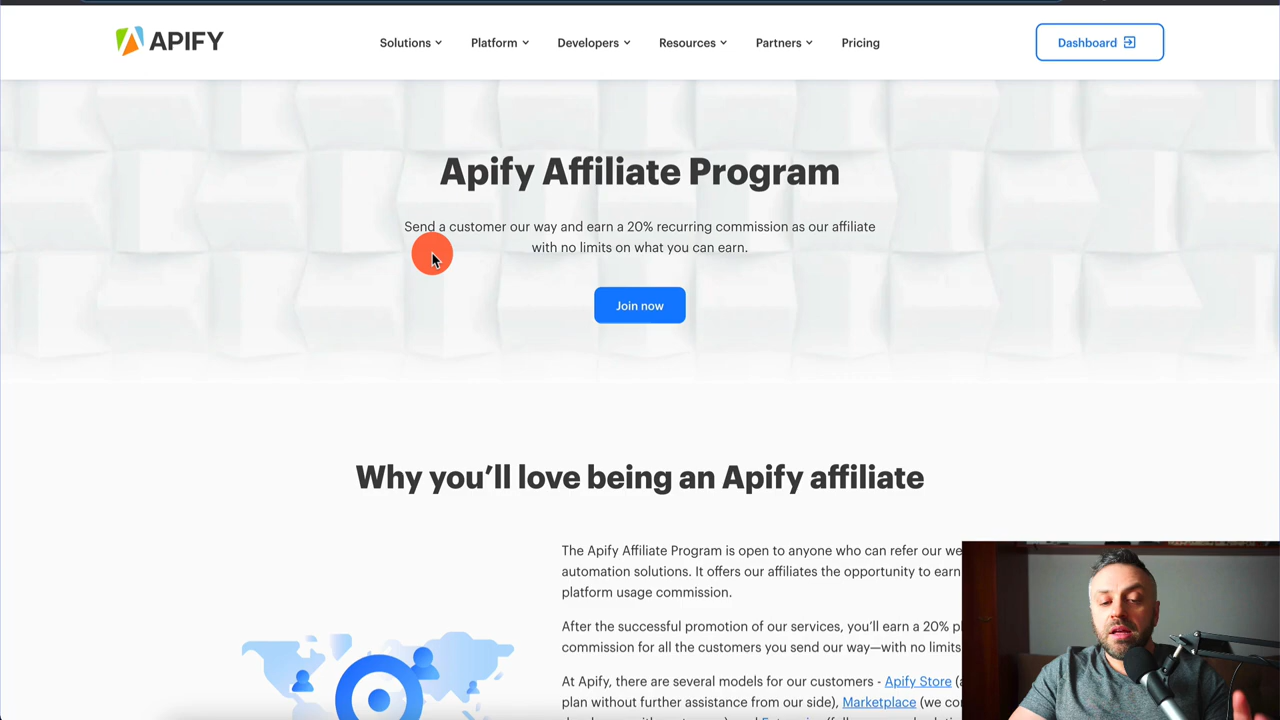 APIFY
Solutions
Platform
Developers
Resources
Partners
Pricing
Dashboard
Apify Affiliate Program
Send a customer our way and earn a 20% recurring commission as our affiliate
with no limits on what you can earn.
Join now
Why you’ll love being an Apify affiliate
The Apify Affiliate Program is open to anyone who can refer our
automation solutions. It offers our affiliates the opportunity to earn
platform usage commission.
After the successful promotion of our services, you’ll earn a 20%
commission for all the customers you send our way—with no limits
At Apify, there are several models for our customers - Apify Store
plan without further assistance from our side), Marketplace (we